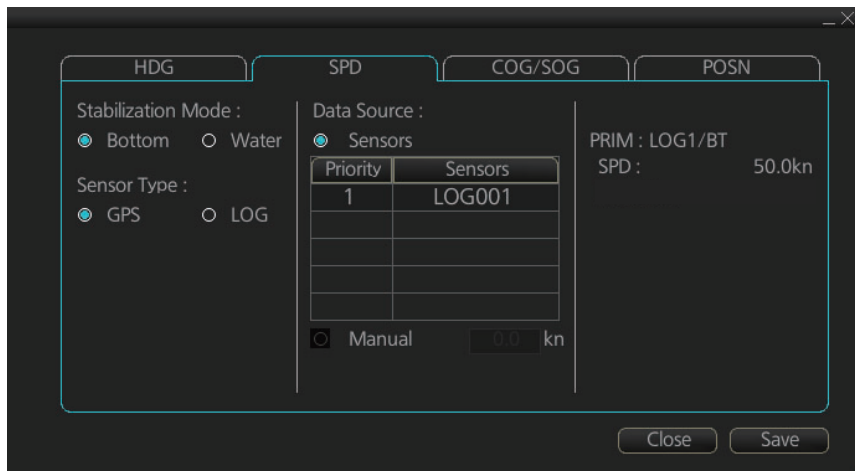 HDG SPD COG/SOG POSN
Stabilization Mode :
Bottom Water
Sensor Type :
GPS LOG
Data Source :
Sensors
Priority Sensors
1 LOG001
Manual 0.0 kn
PRIM : LOG1/BT
SPD : 50.0kn
Close Save